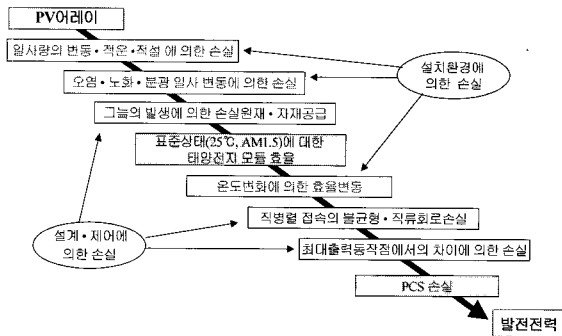 PV어레이
일사량의 변동·적운·적설에 의한 손실
오염·노화·분광 일사 변동에 의한 손실
설치환경에
의한 손실
그늘의 발생에 의한 손실원재·자재공급
표준상태(25℃, AM1.5)에 대한
태양전지 모듈 효율
온도변화에 의한 효율변동
직병렬 접속의 불균형·직류회로손실
설계·제어에
의한 손실
최대출력동작점에서의 차이에 의한 손실
PCS 손실
발전전력